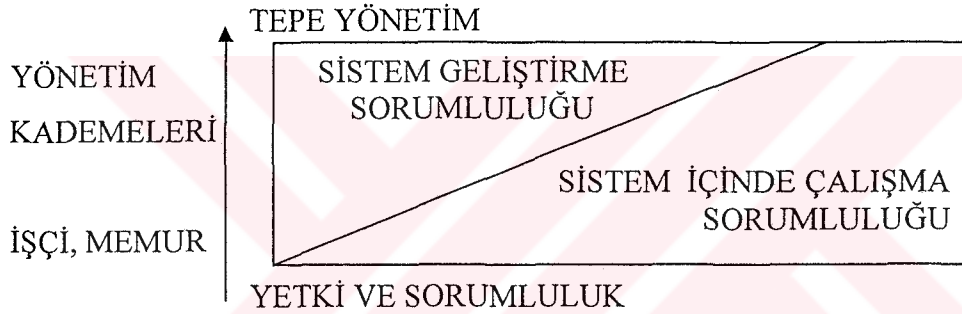 TEPE YÖNETİM
YÖNETİM
KADEMELERİ
SİSTEM GELİŞTİRME
SORUMLULUĞU
SİSTEM İÇİNDE ÇALIŞMA
SORUMLULUĞU
İŞÇİ, MEMUR
YETKİ VE SORUMLULUK